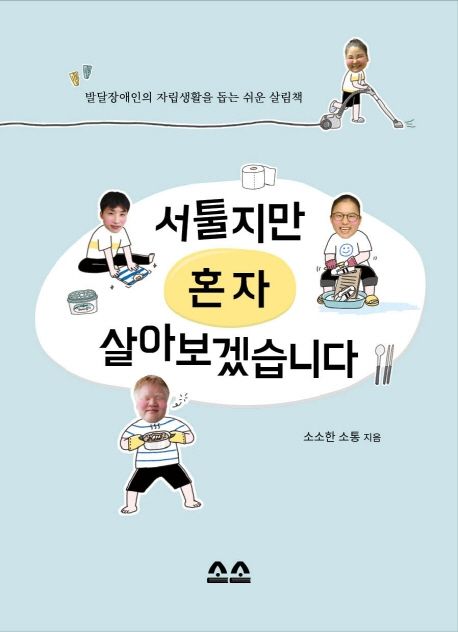 발달장애인의 자립생활을 돕는 쉬운 살림책
서툴지만
혼자
살아보겠습니다
소소한 소통 지음
소소